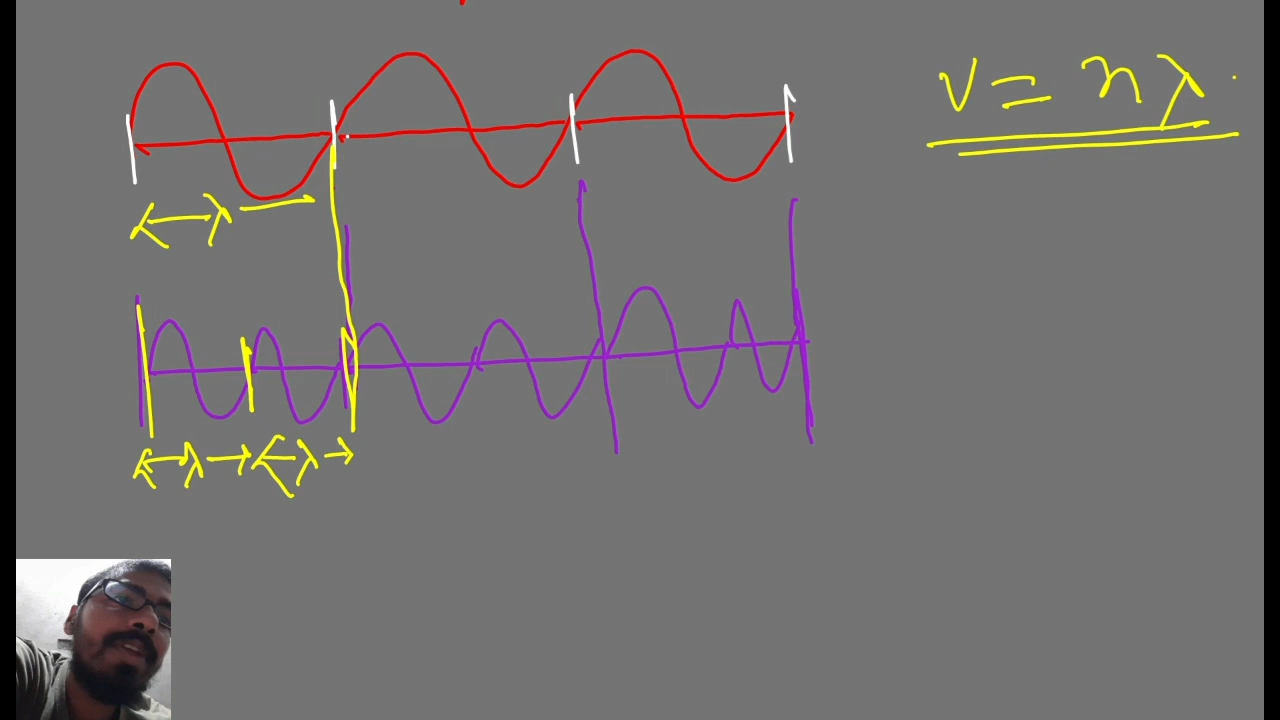 v = nλ
λ
λ λ